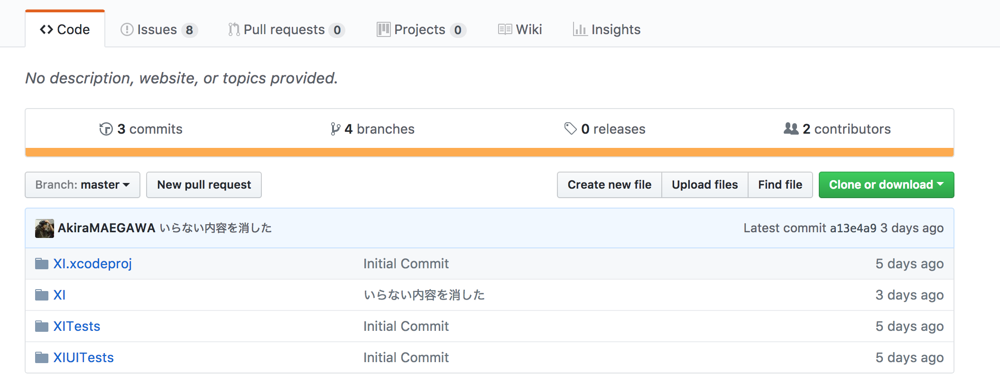 Code Issues 8 Pull requests 0 Projects 0 Wiki Insights
No description, website, or topics provided.
3 commits 4 branches 0 releases 2 contributors
Branch: master New pull request Create new file Upload files Find file Clone or download
AkiraMAEGAWA いらない内容を消した Latest commit a13e4a9 3 days ago
XI.xcodeproj Initial Commit 5 days ago
XI いらない内容を消した 3 days ago
XITests Initial Commit 5 days ago
XIUITests Initial Commit 5 days ago